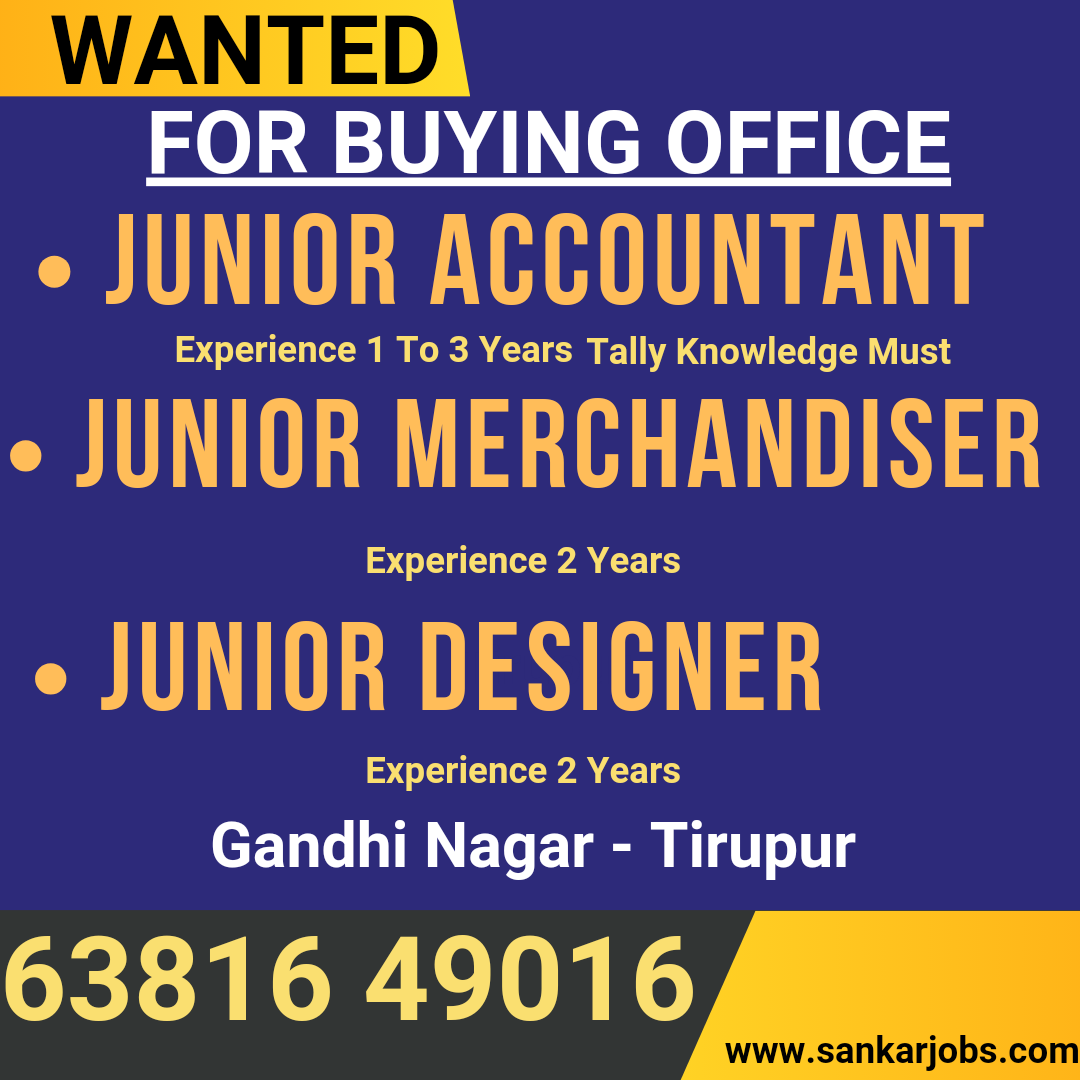 WANTED
FOR BUYING OFFICE
• JUNIOR ACCOUNTANT
Experience 1 To 3 Years Tally Knowledge Must
• JUNIOR MERCHANDISER
Experience 2 Years
• JUNIOR DESIGNER
Experience 2 Years
Gandhi Nagar - Tirupur
63816 49016
www.sankarjobs.com